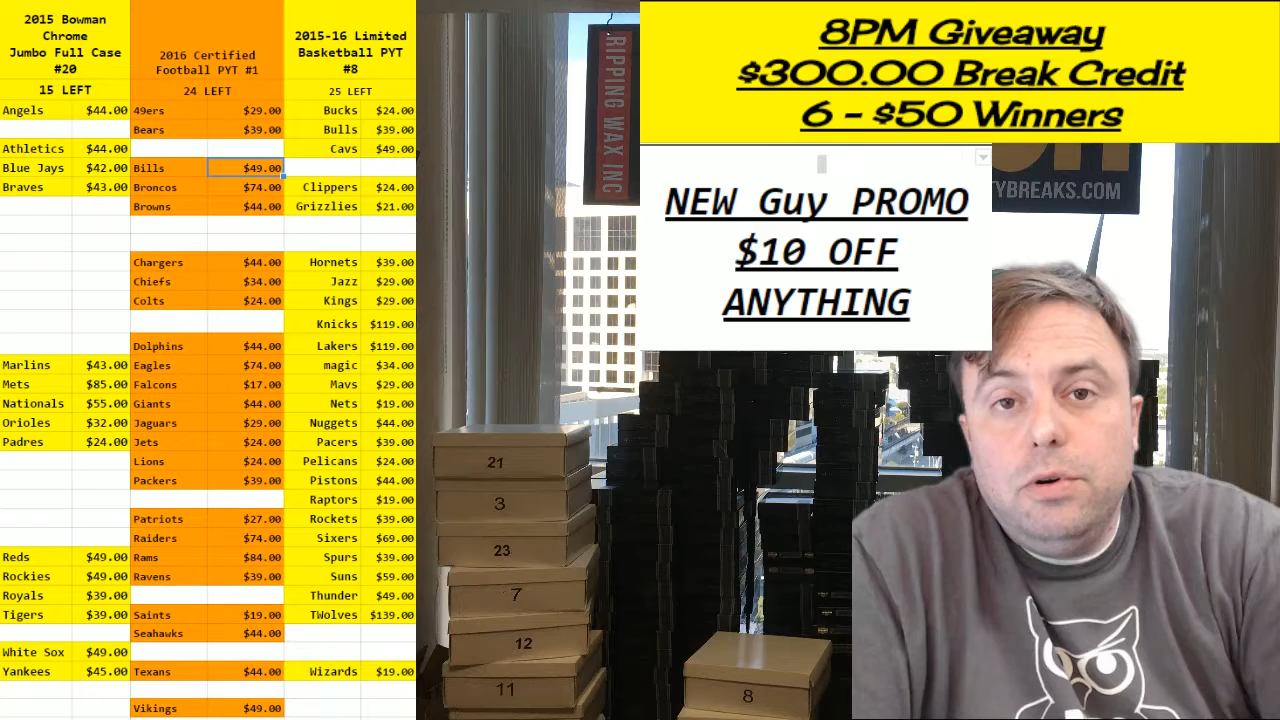 2015 Bowman
Chrome
Jumbo Full Case
#20
15 LEFT
Angels $44.00
Athletics $44.00
Blue Jays $42.00
Braves $43.00
Marlins $43.00
Mets $85.00
Nationals $55.00
Orioles $32.00
Padres $24.00
Reds $49.00
Rockies $49.00
Royals $39.00
Tigers $39.00
White Sox $49.00
Yankees $45.00
2016 Certified
Football PYT #1
24 LEFT
49ers $29.00
Bears $39.00
Bills $49.00
Broncos $74.00
Browns $44.00
Chargers $44.00
Chiefs $34.00
Colts $24.00
Dolphins $44.00
Eagles $74.00
Falcons $17.00
Giants $44.00
Jaguars $29.00
Jets $24.00
Lions $24.00
Packers $39.00
Patriots $27.00
Raiders $74.00
Rams $84.00
Ravens $39.00
Saints $19.00
Seahawks $44.00
Texans $44.00
Vikings $49.00
2015-16 Limited
Basketball PYT
#8
25 LEFT
Bucks $24.00
Bulls $39.00
Cavs $49.00
Clippers $24.00
Grizzlies $21.00
Hornets $39.00
Jazz $29.00
Kings $29.00
Knicks $119.00
Lakers $119.00
magic $34.00
Mavs $29.00
Nets $19.00
Nuggets $44.00
Pacers $39.00
Pelicans $24.00
Pistons $44.00
Raptors $19.00
Rockets $39.00
Sixers $69.00
Spurs $39.00
Suns $59.00
Thunder $49.00
TWolves $139.00
Wizards $19.00
RIPPING WAX INC
8PM Giveaway
$300.00 Break Credit
6 - $50 Winners
NEW Guy PROMO
$10 OFF
ANYTHING
TYBREAKS.COM
21
3
23
7
12
11
8